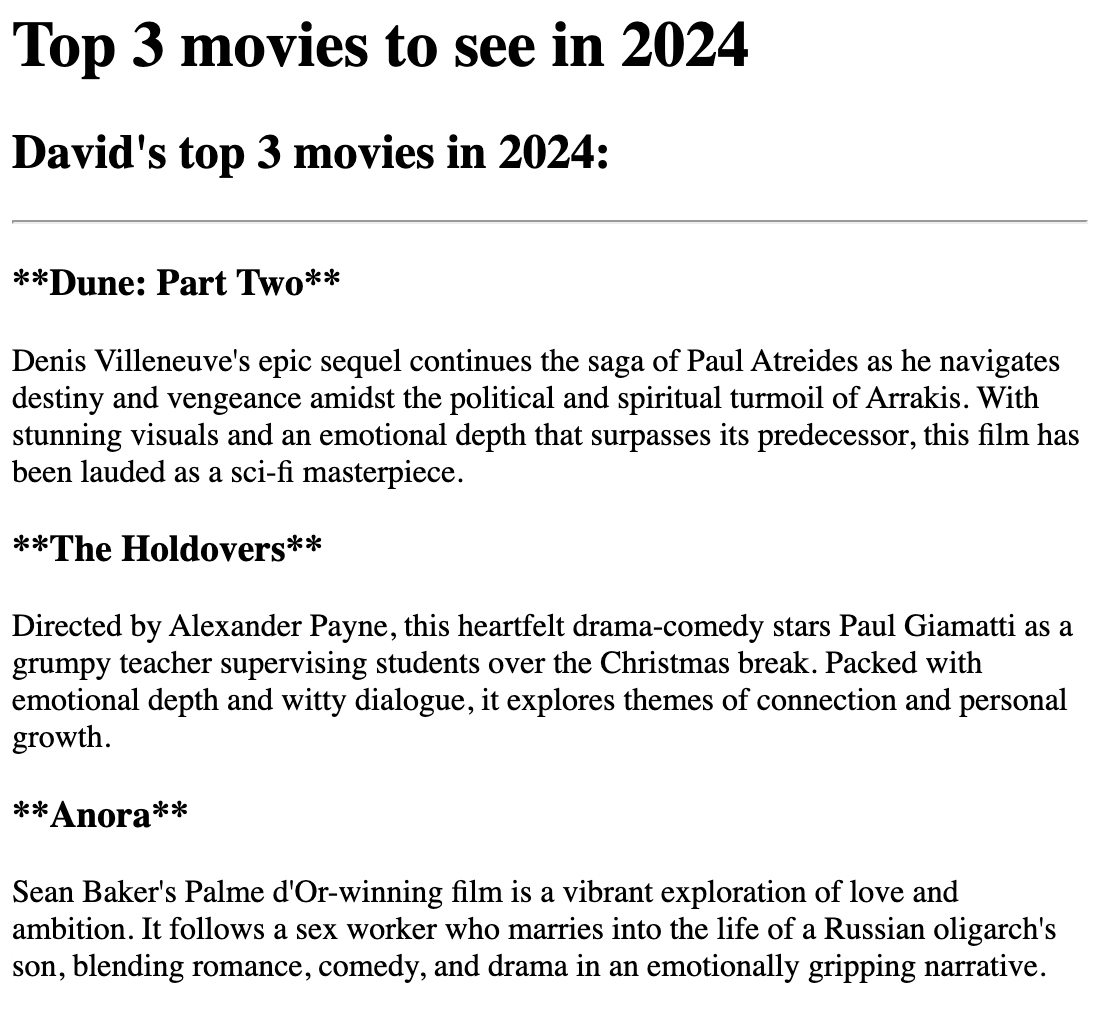 Top 3 movies to see in 2024
David's top 3 movies in 2024:
**Dune: Part Two**
Denis Villeneuve's epic sequel continues the saga of Paul Atreides as he navigates
destiny and vengeance amidst the political and spiritual turmoil of Arrakis. With
stunning visuals and an emotional depth that surpasses its predecessor, this film has
been lauded as a sci-fi masterpiece.
**The Holdovers**
Directed by Alexander Payne, this heartfelt drama-comedy stars Paul Giamatti as a
grumpy teacher supervising students over the Christmas break. Packed with
emotional depth and witty dialogue, it explores themes of connection and personal
growth.
**Anora**
Sean Baker's Palme d'Or-winning film is a vibrant exploration of love and
ambition. It follows a sex worker who marries into the life of a Russian oligarch's
son, blending romance, comedy, and drama in an emotionally gripping narrative.